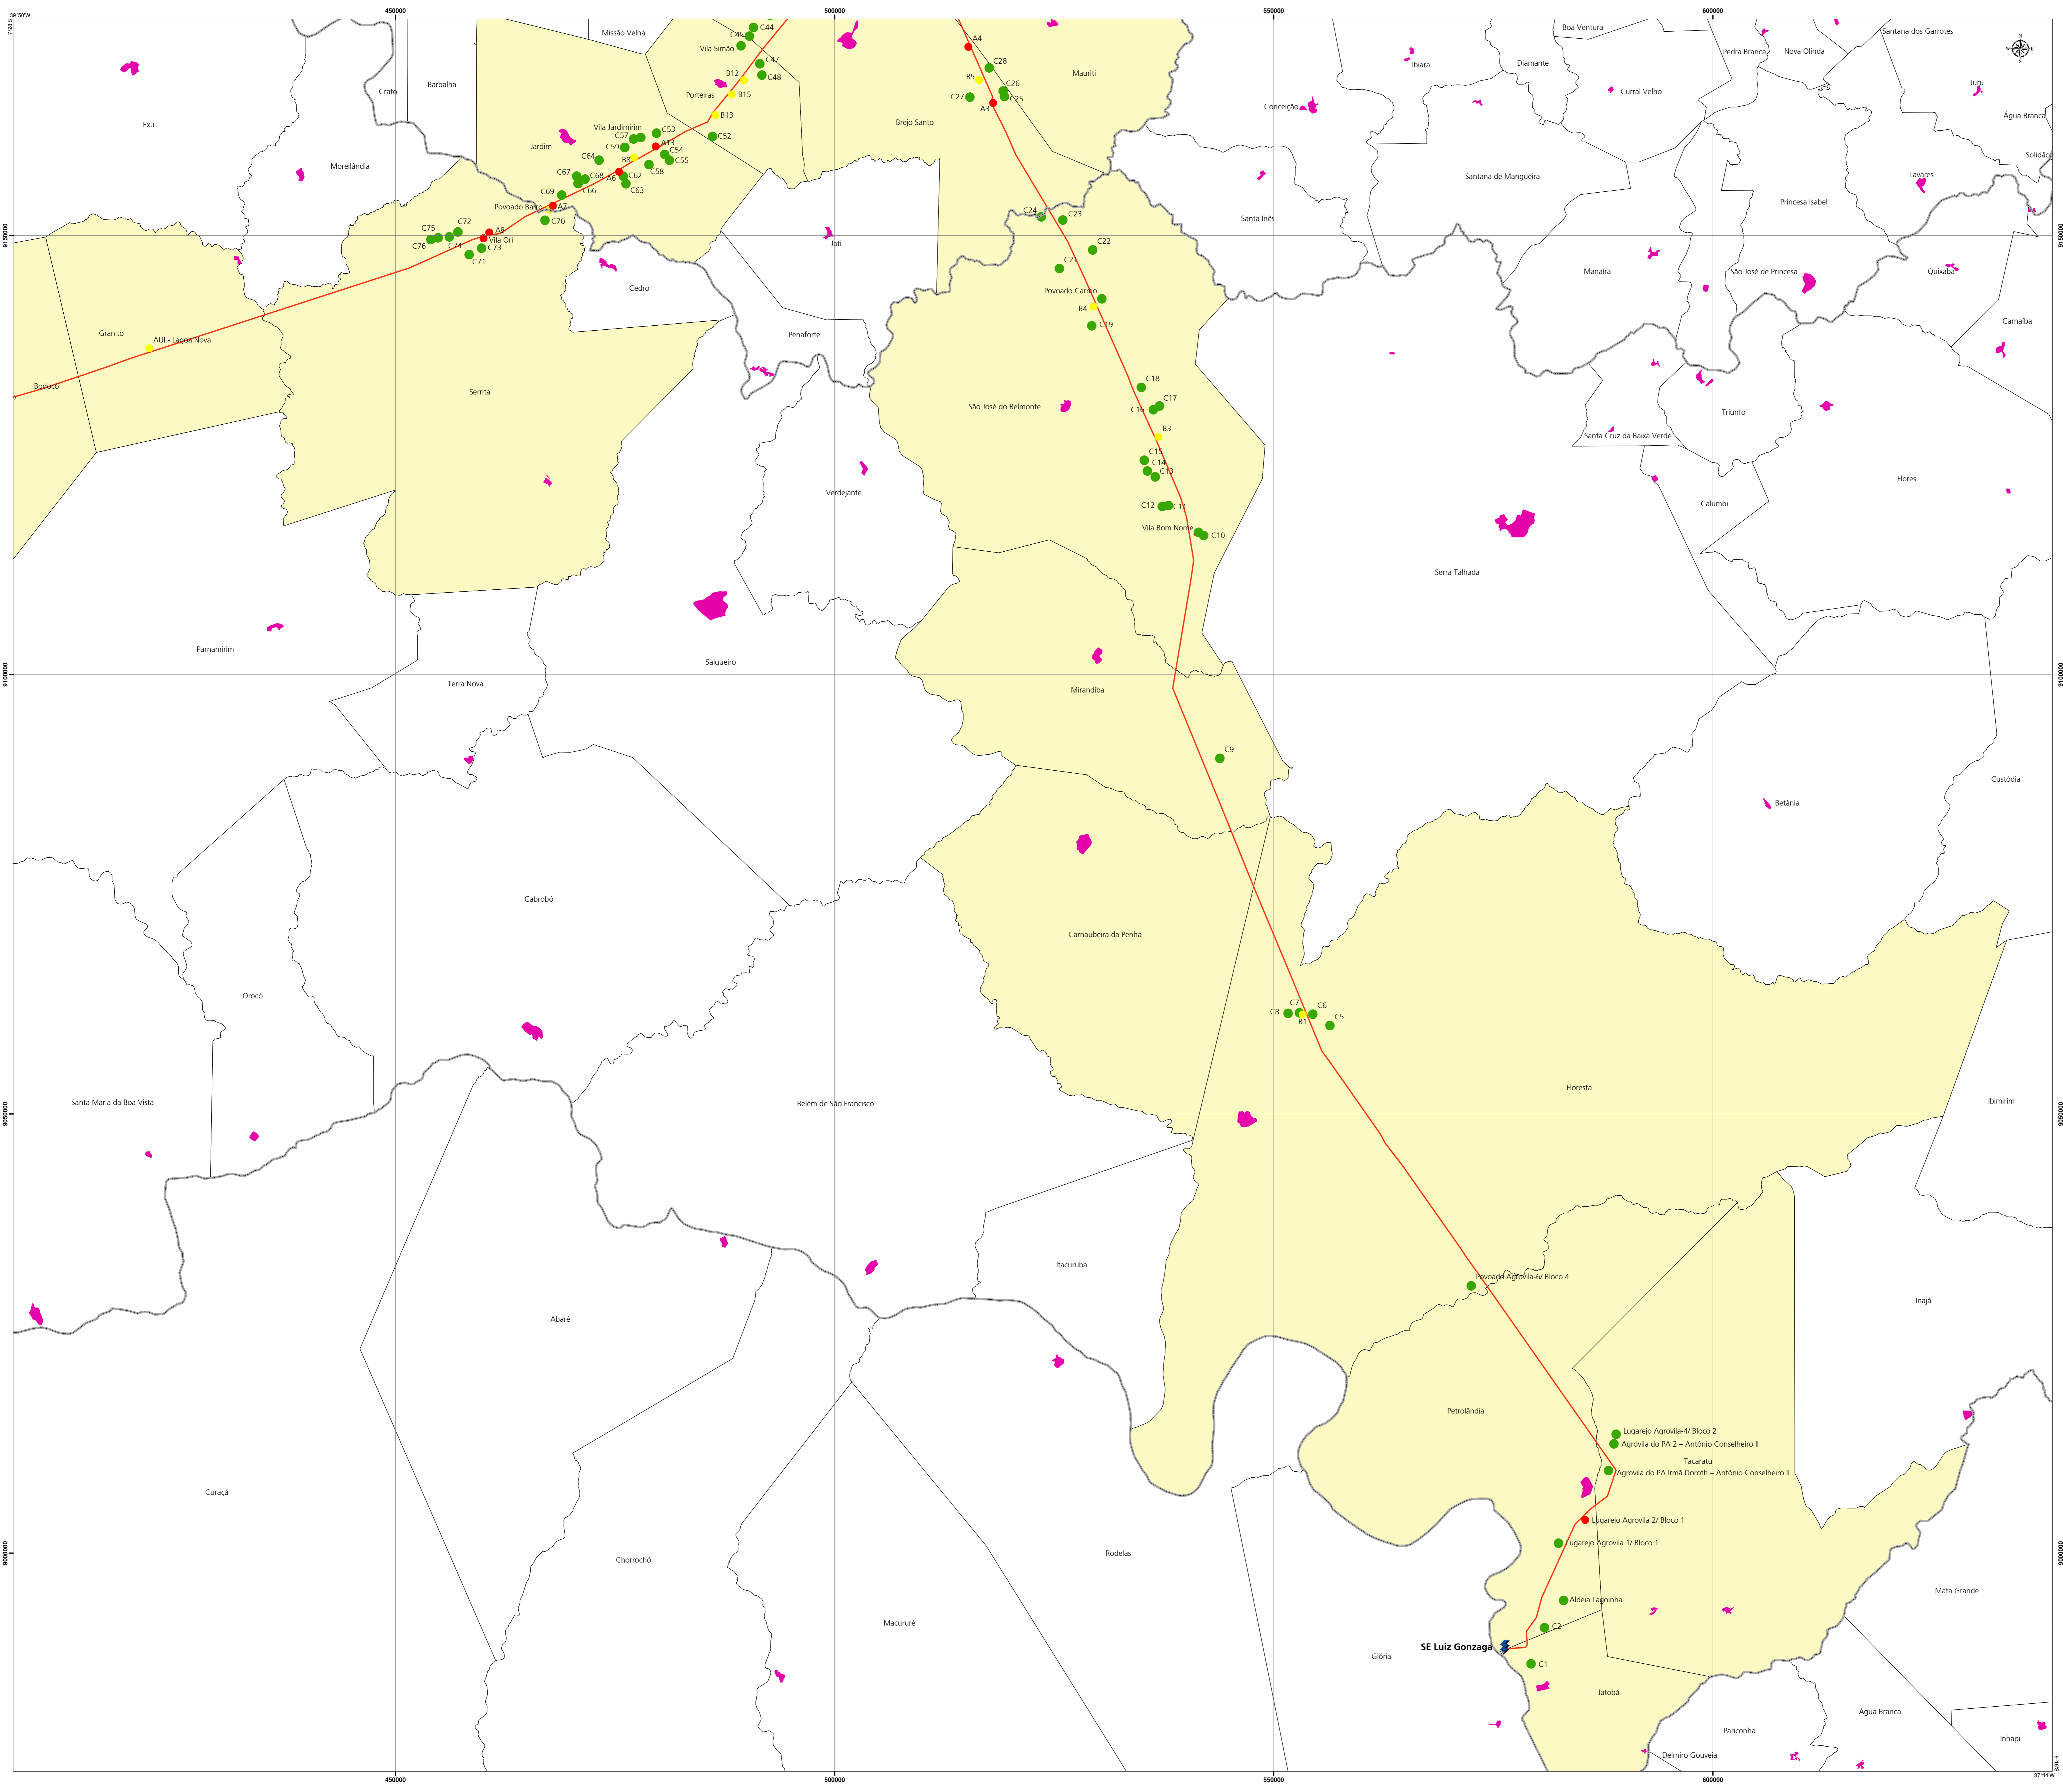 39°50'W
450000
500000
550000
600000
7°28'S
C44
C45
Vila Simão
Missão Velha
A4
Boa Ventura
Santana dos Garrotes
Pedra Branca
Nova Olinda
N
W
E
S
C47
C48
B12
C28
B5
Mauriti
Ibiara
Diamante
Crato
Barbalha
Porteiras
B15
C27
C26
C25
A3
Curral Velho
Juru
Conceição
B13
Brejo Santo
Água Branca
Exu
Vila Jardimirim
C53
C57
C52
Jardim
C59
A13
C54
Solidão
Moreilândia
C64
B8
C55
C58
C67
C68
A6
C62
C66
C63
Santana de Mangueira
Tavares
C69
Povoado Barro
A7
C24
C23
Santa Inês
Princesa Isabel
C70
C72
C75
A8
Vila Ori
C76
C74
C73
C71
9150000
9150000
Jati
C22
C21
Manaíra
São José de Princesa
Quixaba
Cedro
Povoado Carmo
B4
C19
Granito
AUI - Lagoa Nova
Penaforte
Carnaíba
Bodocó
Serrita
C18
C17
C16
São José do Belmonte
Triunfo
B3
Santa Cruz da Baixa Verde
C15
C14
C13
Verdejante
Flores
C12
C11
Calumbi
Vila Bom Nome
C10
Serra Talhada
Parnamirim
Salgueiro
Terra Nova
Mirandiba
9100000
9100000
C9
Custódia
Betânia
Cabrobó
Carnaubeira da Penha
Orocó
C7
C8
C6
B1
C5
Floresta
Santa Maria da Boa Vista
Belém de São Francisco
Ibimirim
9050000
9050000
Itacuruba
Povoado Agrovila-6/ Bloco 4
Inajá
Abaré
Petrolândia
Lugarejo Agrovila-4/ Bloco 2
Agrovila do PA 2 – Antônio Conselheiro II
Tacaratu
Agrovila do PA Irmã Doroth – Antônio Conselheiro II
Curaçá
Lugarejo Agrovila 2/ Bloco 1
Lugarejo Agrovila 1/ Bloco 1
9000000
9000000
Chorrochó
Rodelas
Mata Grande
Aldeia Lagoinha
Macururé
C2
SE Luiz Gonzaga
Glória
C1
Jatobá
Água Branca
Pariconha
Inhapi
Delmiro Gouveia
450000
500000
550000
600000
37°44'W